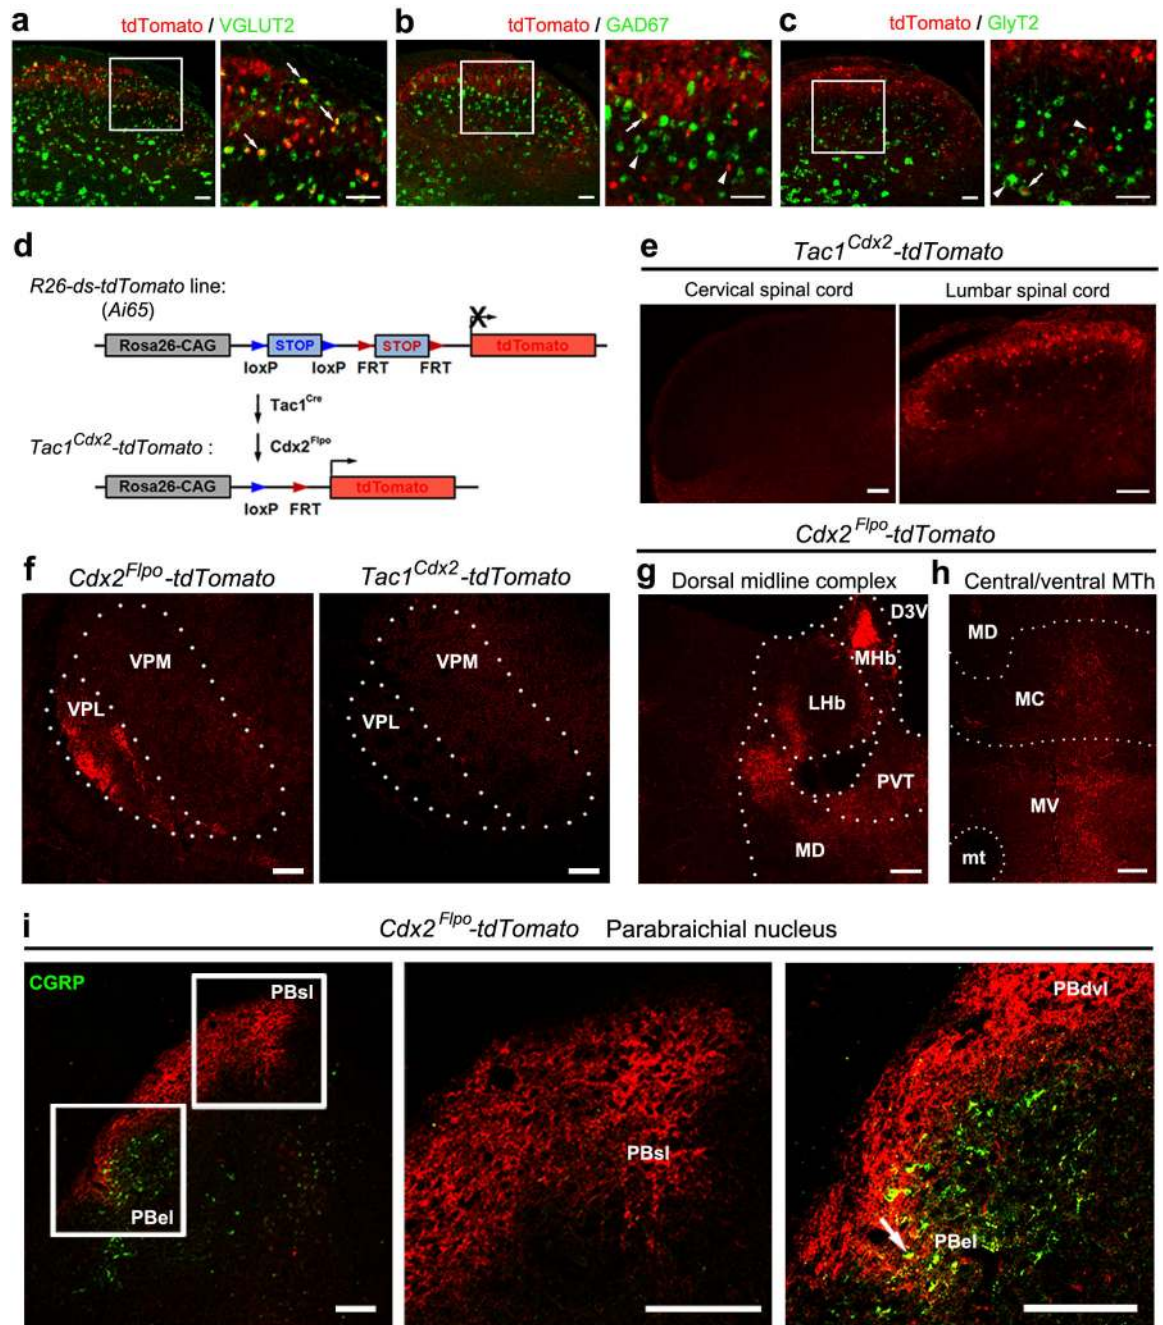 a
tdTomato / VGLUT2
b
tdTomato / GAD67
c
tdTomato / GlyT2
d
R26-ds-tdTomato line:
(Ai65)
Rosa26-CAG
STOP
STOP
X
tdTomato
loxP
loxP
FRT
FRT
Tac1Cre
Cdx2Flpo
Tac1Cdx2-tdTomato :
Rosa26-CAG
tdTomato
loxP
FRT
e
Tac1Cdx2-tdTomato
Cervical spinal cord
Lumbar spinal cord
f
Cdx2Flpo-tdTomato
Tac1Cdx2-tdTomato
VPM
VPL
VPM
VPL
Cdx2Flpo-tdTomato
g
Dorsal midline complex
D3V
MHb
LHb
PVT
MD
h
Central/ventral MTh
MD
MC
MV
mt
i
Cdx2Flpo-tdTomato Parabraichial nucleus
CGRP
PBsl
PBel
PBsl
PBdvl
PBel